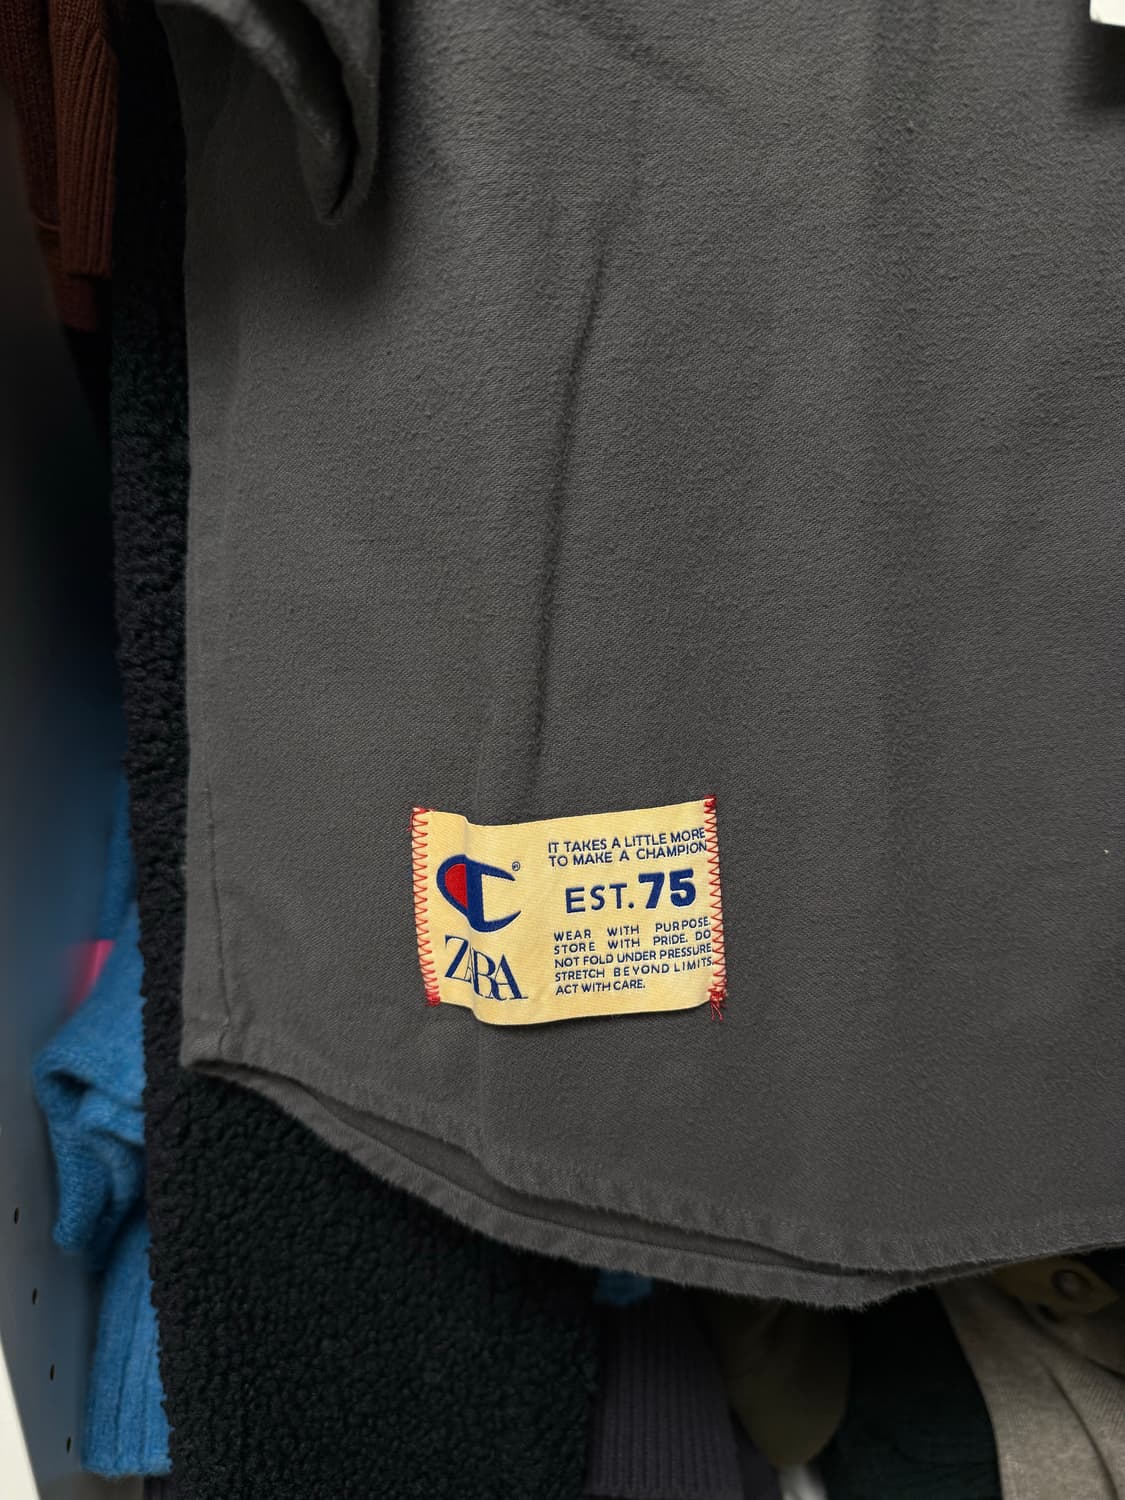 IT TAKES A LITTLE MORE
TO MAKE A CHAMPION
EST. 75
WEAR WITH PURPOSE.
STORE WITH PRIDE. DO
NOT FOLD UNDER PRESSURE
STRETCH BEYOND LIMITS.
ACT WITH CARE.
C®
ZARA